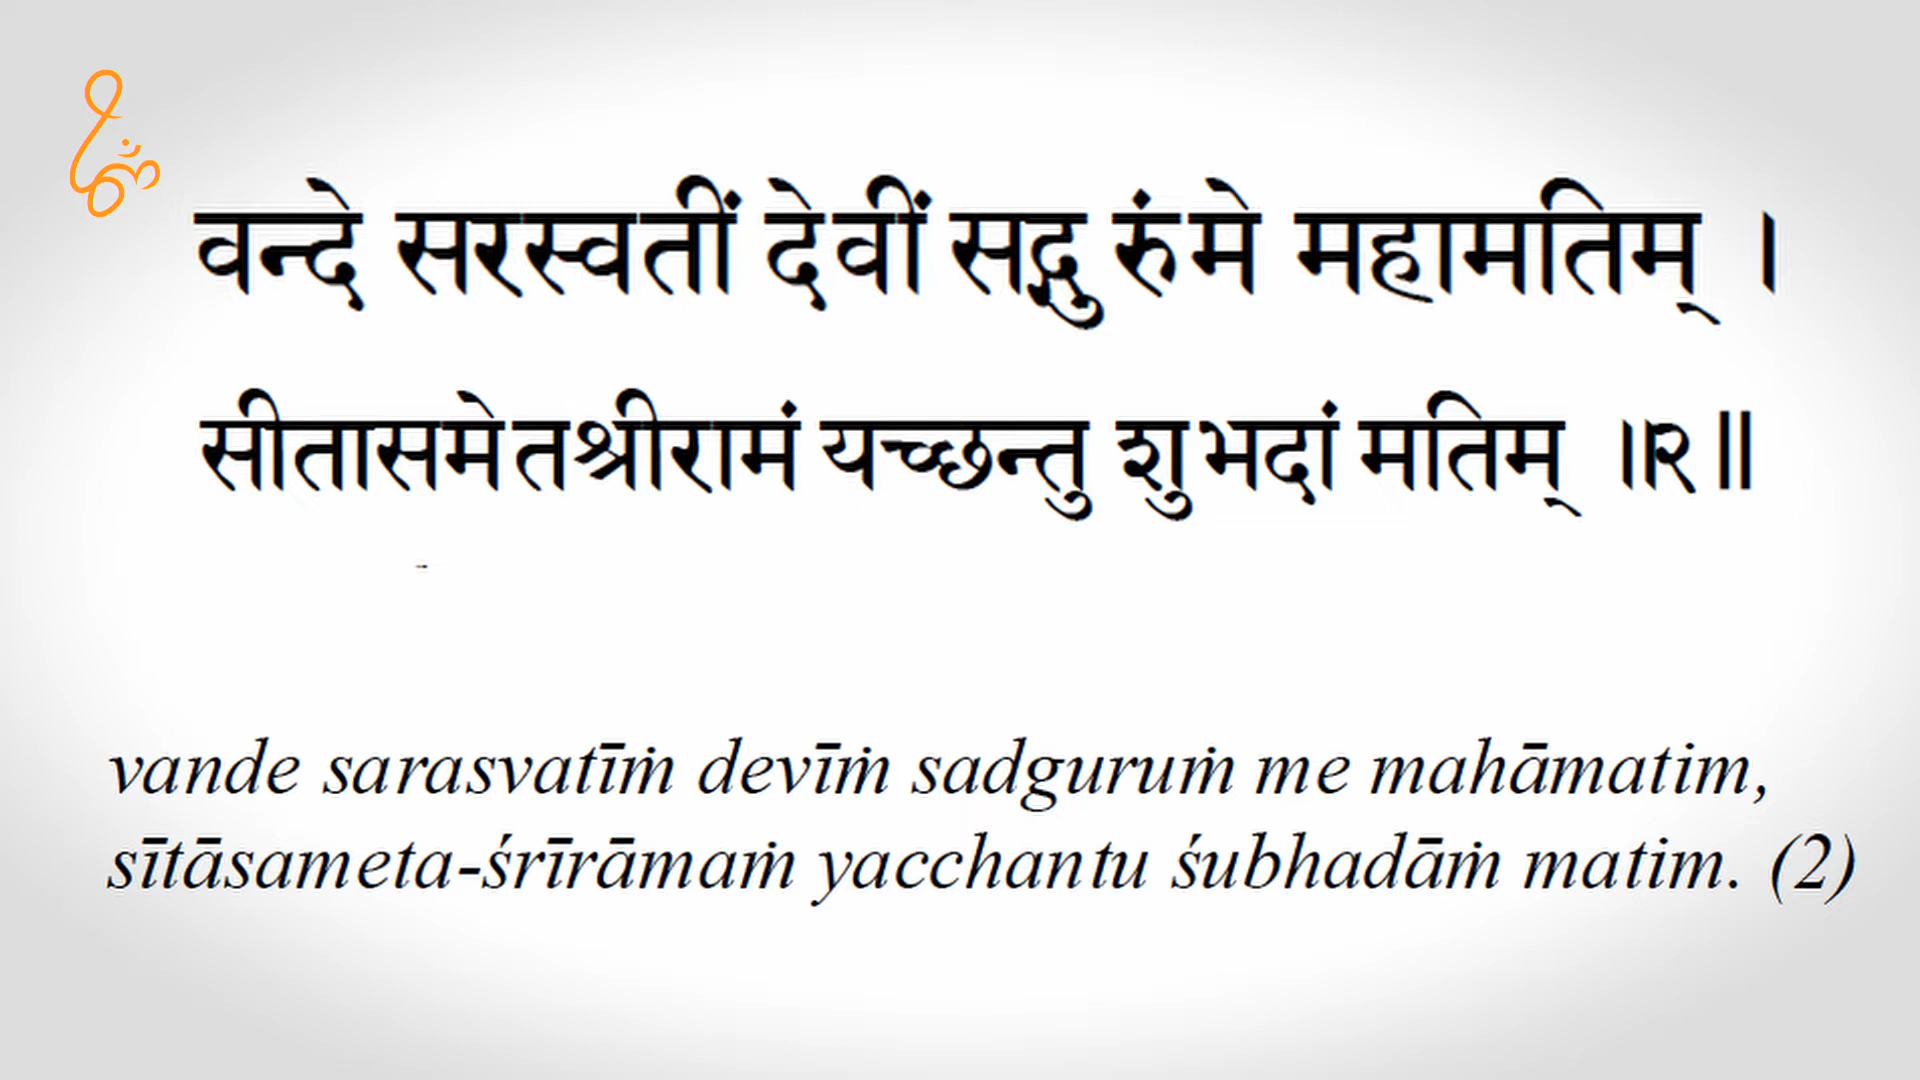 वन्दे सरस्वतीं देवीं सद्गुरुंमे महामतिम् ।
सीतासमेतश्रीरामं यच्छन्तु शुभदां मतिम् ॥२॥
vande sarasvatīṁ devīṁ sadguruṁ me mahāmatim,
sītāsameta-śrīrāmaṁ yacchantu śubhadāṁ matim. (2)